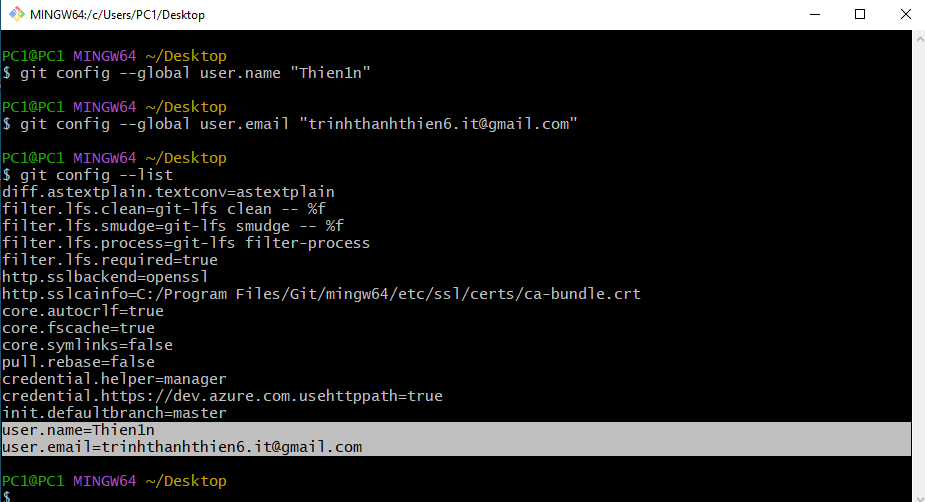 MINGW64:/c/Users/PC1/Desktop
PC1@PC1 MINGW64 ~/Desktop
$ git config --global user.name "Thien1n"
PC1@PC1 MINGW64 ~/Desktop
$ git config --global user.email "trinhthanhthien6.it@gmail.com"
PC1@PC1 MINGW64 ~/Desktop
$ git config --list
diff.astextplain.textconv=astextplain
filter.lfs.clean=git-lfs clean -- %f
filter.lfs.smudge=git-lfs smudge -- %f
filter.lfs.process=git-lfs filter-process
filter.lfs.required=true
http.sslbackend=openssl
http.sslcainfo=C:/Program Files/Git/mingw64/etc/ssl/certs/ca-bundle.crt
core.autocrlf=true
core.fscache=true
core.symlinks=false
pull.rebase=false
credential.helper=manager
credential.https://dev.azure.com.usehttppath=true
init.defaultbranch=master
user.name=Thien1n
user.email=trinhthanhthien6.it@gmail.com
PC1@PC1 MINGW64 ~/Desktop
$